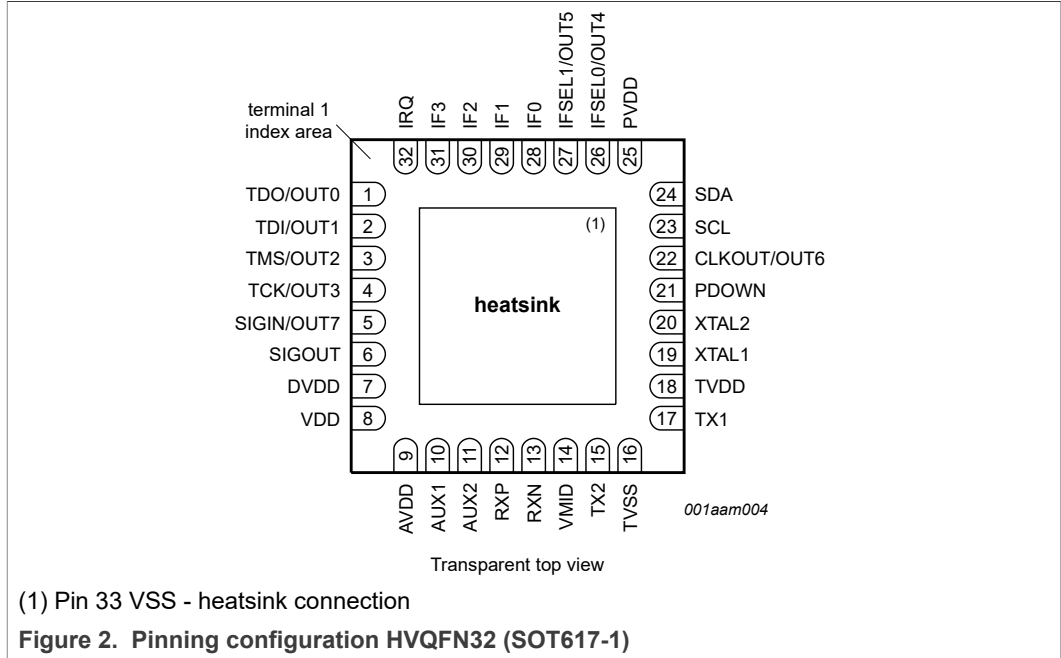 terminal 1
index area
IRQ
IF3
IF2
IF1
IF0
IFSEL1/OUT5
IFSEL0/OUT4
PVDD
32
31
30
29
28
27
26
25
TDO/OUT0 1
TDI/OUT1 2
TMS/OUT2 3
TCK/OUT3 4
SIGIN/OUT7 5
SIGOUT 6
DVDD 7
VDD 8
(1)
heatsink
24 SDA
23 SCL
22 CLKOUT/OUT6
21 PDOWN
20 XTAL2
19 XTAL1
18 TVDD
17 TX1
9
10
11
12
13
14
15
16
AVDD
AUX1
AUX2
RXP
RXN
VMID
TX2
TVSS
001aam004
Transparent top view
(1) Pin 33 VSS - heatsink connection
Figure 2. Pinning configuration HVQFN32 (SOT617-1)